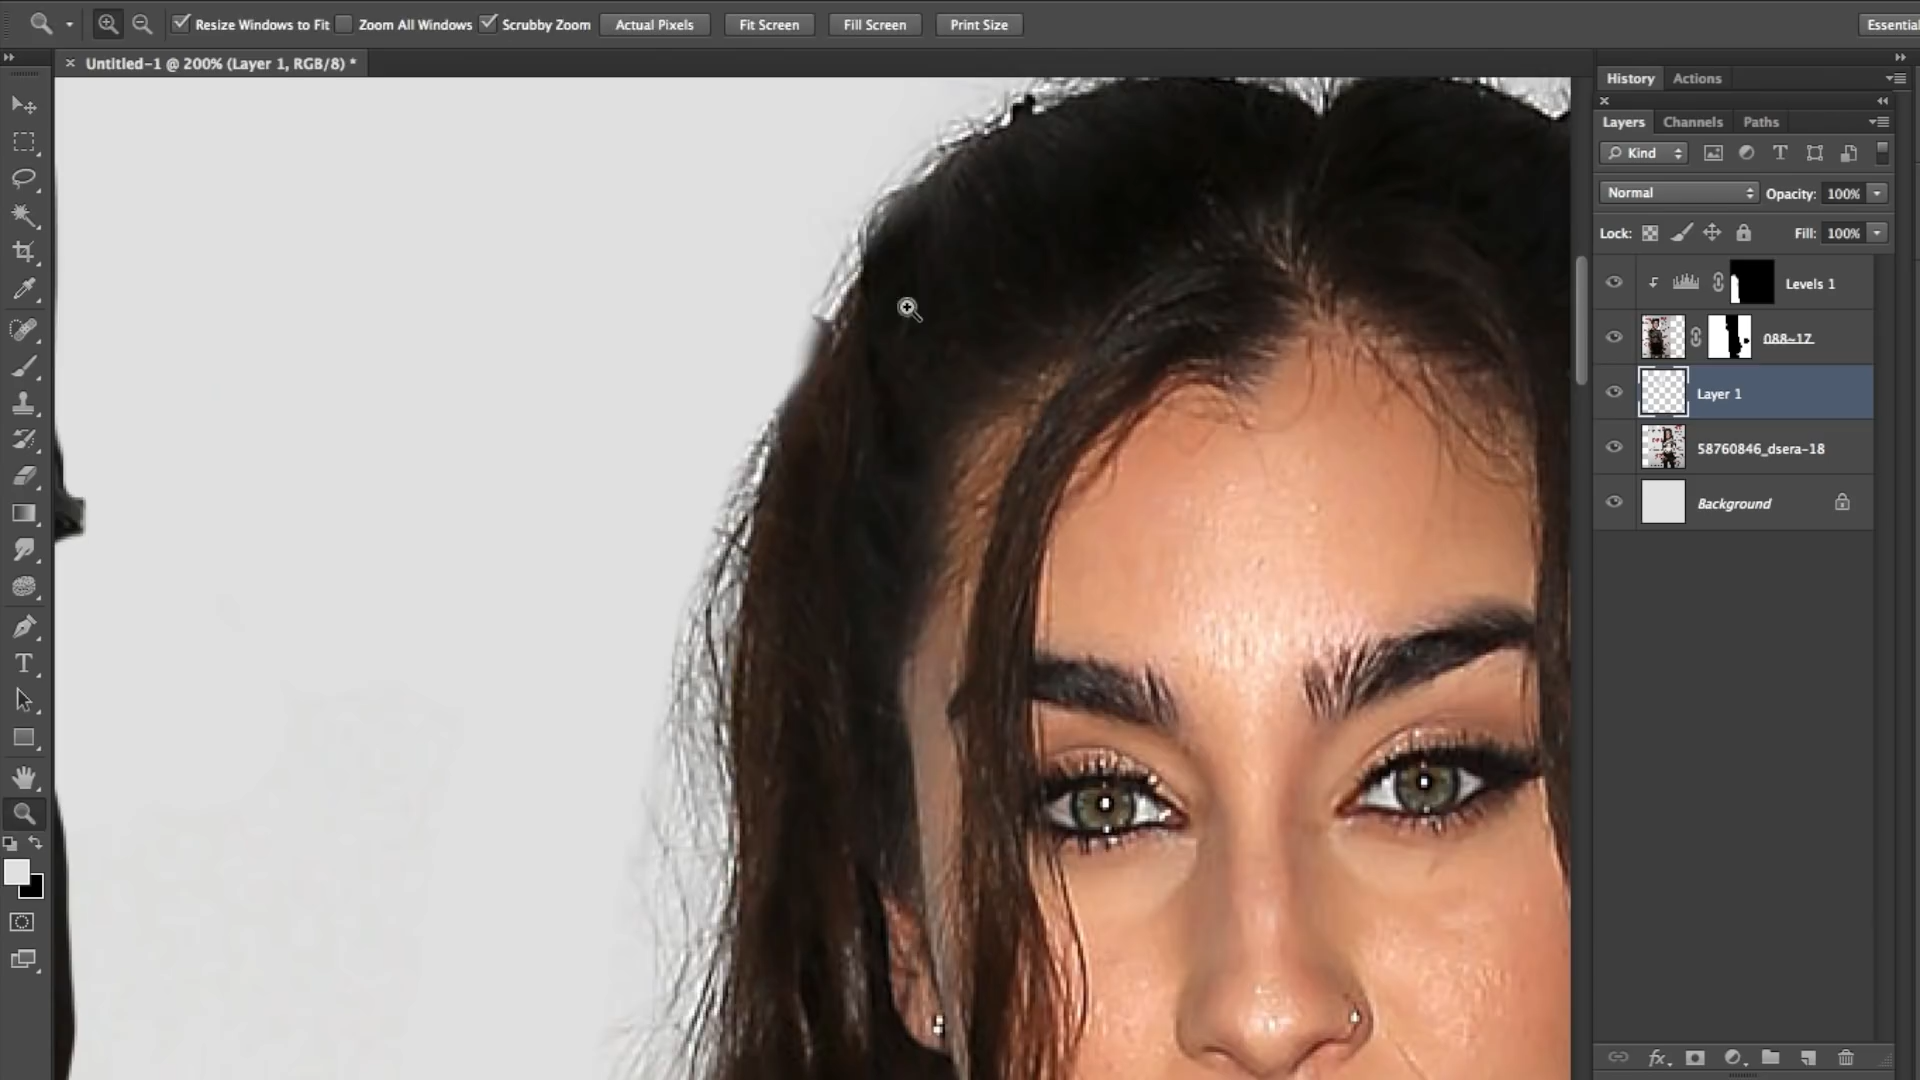 Resize Windows to Fit Zoom All Windows Scrubby Zoom Actual Pixels Fit Screen Fill Screen Print Size Essential
Untitled-1 @ 200% (Layer 1, RGB/8) *
History Actions
Layers Channels Paths
Kind
Normal Opacity: 100%
Lock: Fill: 100%
Levels 1
088~17
Layer 1
58760846_dsera-18
Background